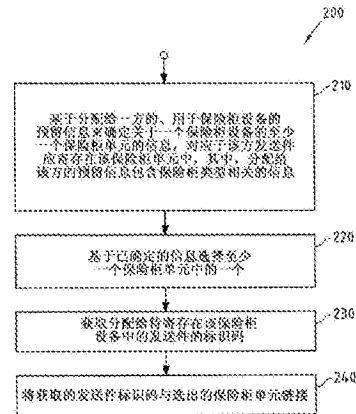 200
210
基于分配给一方的、用于保险柜设备的
预留信息来确定关于一个保险柜设备的至少
一个保险柜单元的信息,对应于该方发送件
应寄存在该保险柜单元中,其中,分配给
该方的预留信息包含保险柜类型相关的信息
220
基于已确定的信息选择至少
一个保险柜单元中的一个
230
获取分配给待寄存在该保险柜
设备中的发送件的标识码
240
将获取的发送件标识码与选出的保险柜单元链接